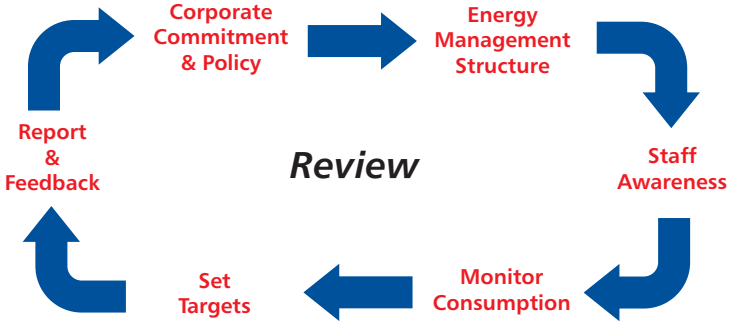 Corporate
Commitment
& Policy
Energy
Management
Structure
Staff
Awareness
Monitor
Consumption
Set
Targets
Report
&
Feedback
Review